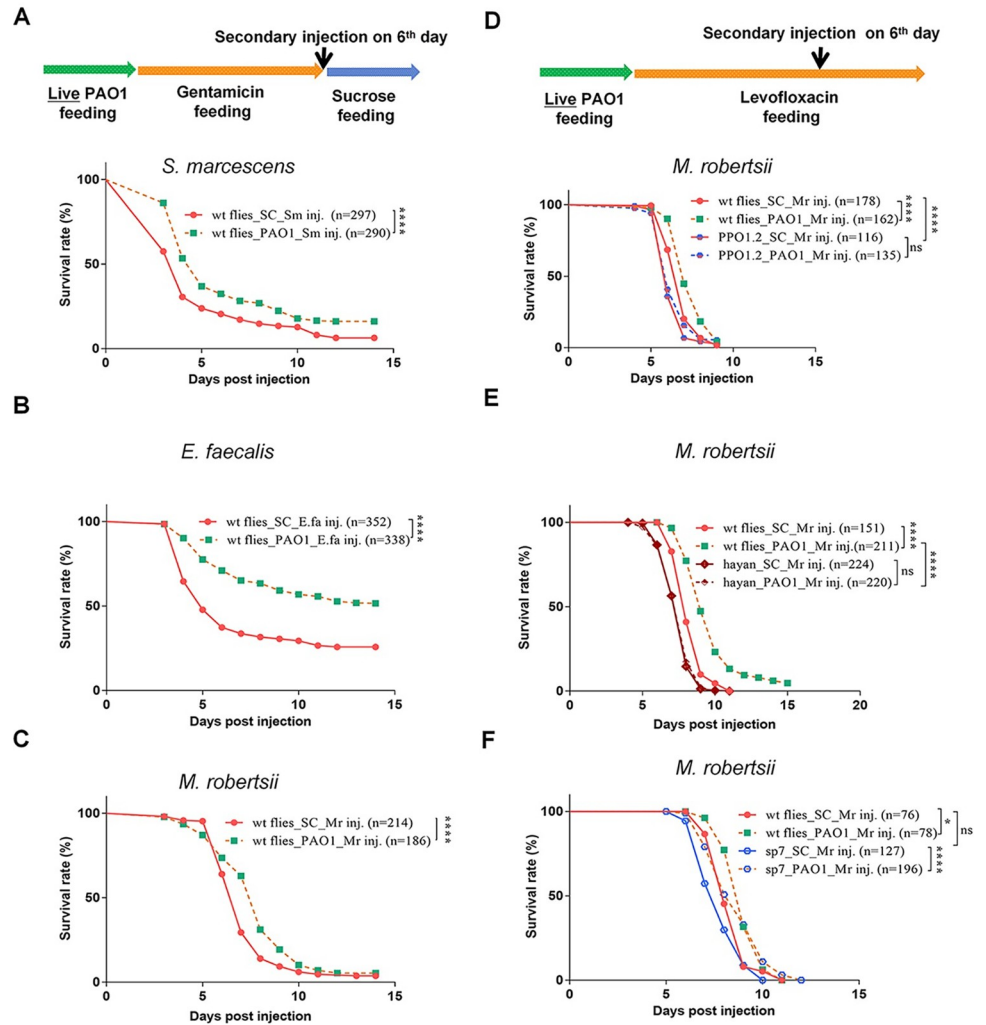 A
Secondary injection on 6th day
Live PAO1
feeding
Gentamicin
feeding
Sucrose
feeding
S. marcescens
Survival rate (%)
100
50
0
wt flies_SC_Sm inj. (n=297)
wt flies_PAO1_Sm inj. (n=290)
****
0 5 10 15
Days post injection
B
E. faecalis
Survival rate (%)
100
50
0
wt flies_SC_E.fa inj. (n=352)
wt flies_PAO1_E.fa inj. (n=338)
****
0 5 10 15
Days post injection
C
M. robertsii
Survival rate (%)
100
50
0
wt flies_SC_Mr inj. (n=214)
wt flies_PAO1_Mr inj. (n=186)
****
0 5 10 15
Days post injection
D
Secondary injection on 6th day
Live PAO1
feeding
Levofloxacin
feeding
M. robertsii
Survival rate (%)
100
50
0
wt flies_SC_Mr inj. (n=178)
wt flies_PAO1_Mr inj. (n=162)
PPO1.2_SC_Mr inj. (n=116)
PPO1.2_PAO1_Mr inj. (n=135)
****
ns
****
0 5 10 15
Days post injection
E
M. robertsii
Survival rate (%)
100
50
0
wt flies_SC_Mr inj. (n=151)
wt flies_PAO1_Mr inj.(n=211)
hayan_SC_Mr inj. (n=224)
hayan_PAO1_Mr inj. (n=220)
****
ns
****
0 5 10 15 20
Days post injection
F
M. robertsii
Survival rate (%)
100
50
0
wt flies_SC_Mr inj. (n=76)
wt flies_PAO1_Mr inj. (n=78)
sp7_SC_Mr inj. (n=127)
sp7_PAO1_Mr inj. (n=196)
*
****
ns
0 5 10 15
Days post injection